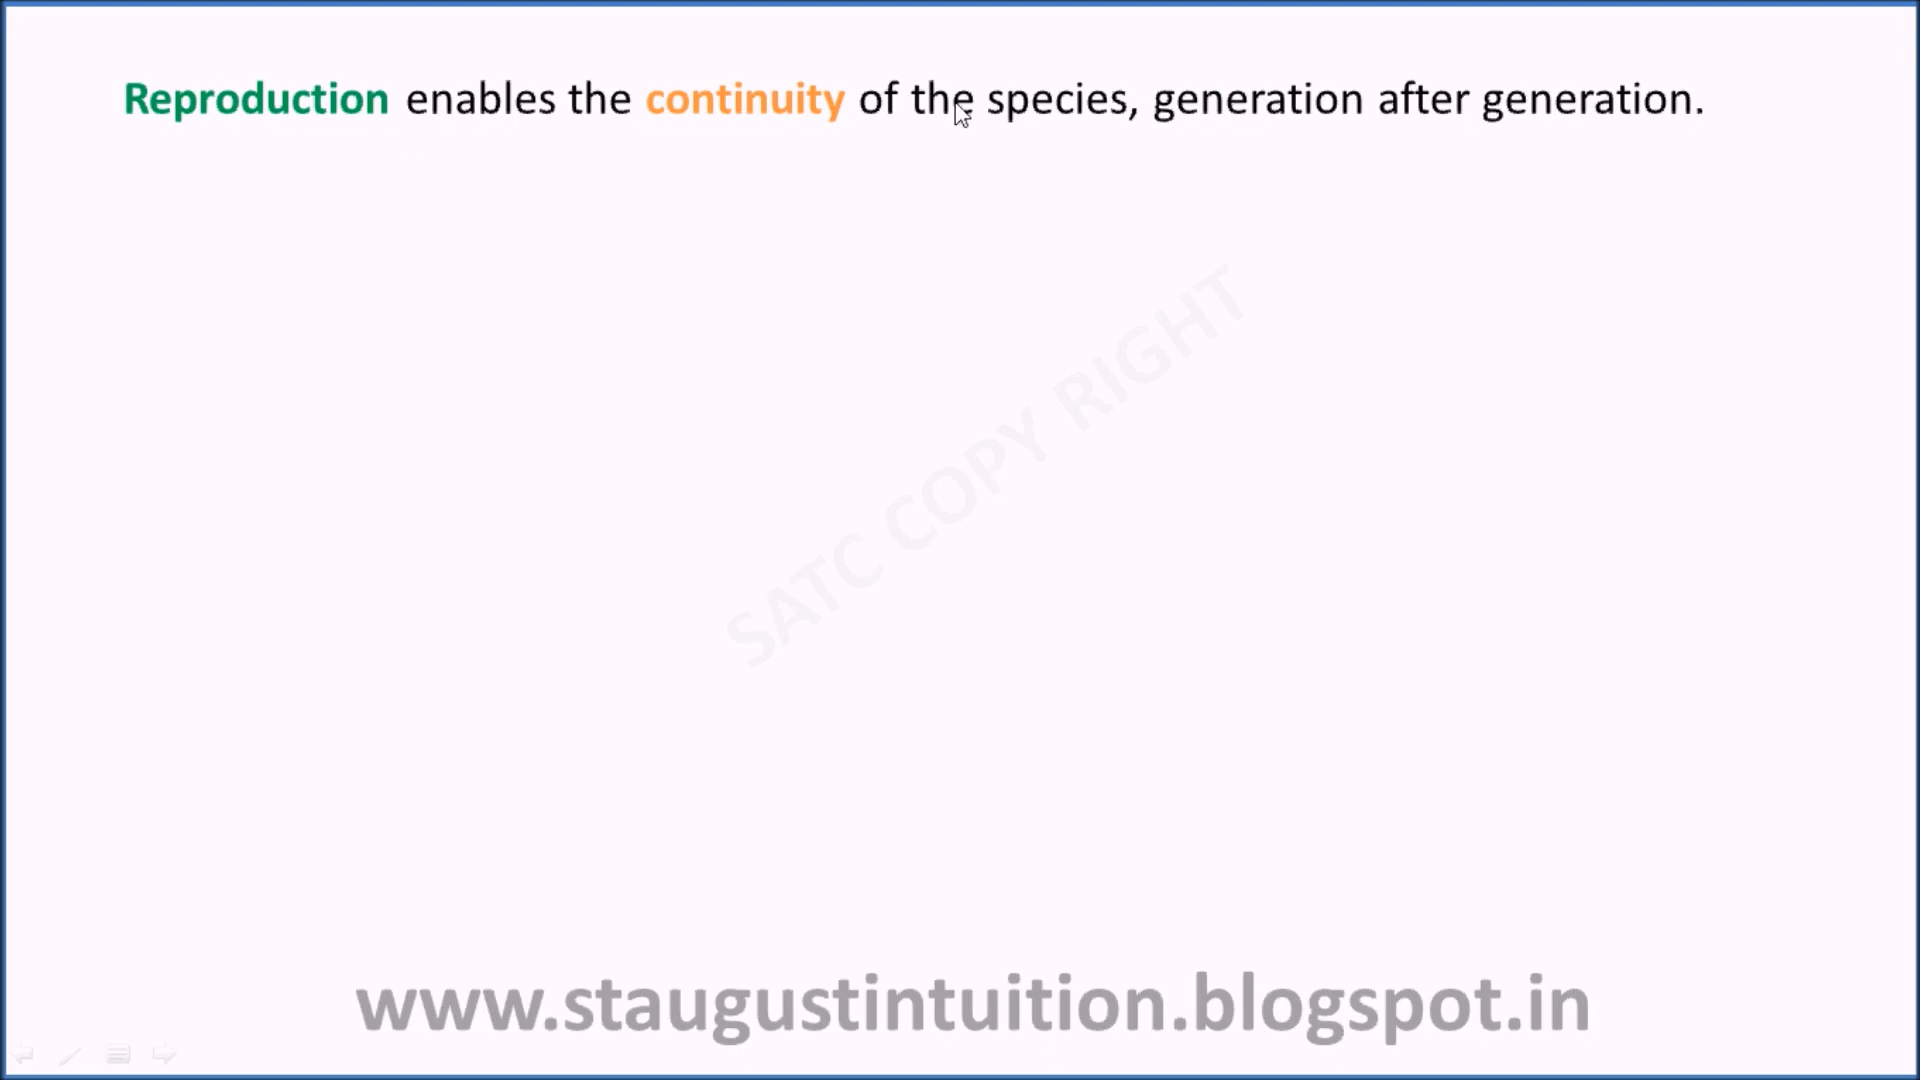 Reproduction enables the continuity of the species, generation after generation.
SATC COPY RIGHT
www.staugustintuition.blogspot.in